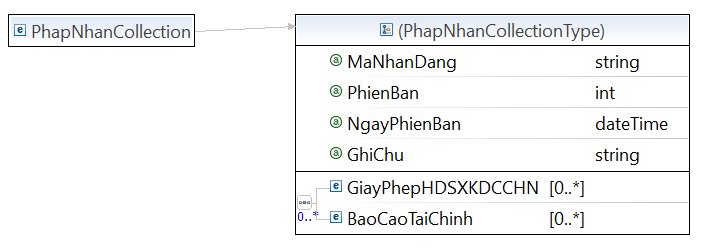 PhapNhanCollection
(PhapNhanCollectionType)
MaNhanDang string
PhienBan int
NgayPhienBan dateTime
GhiChu string
GiayPhepHDSXKDCCHN [0..*]
0..*
BaoCaoTaiChinh [0..*]